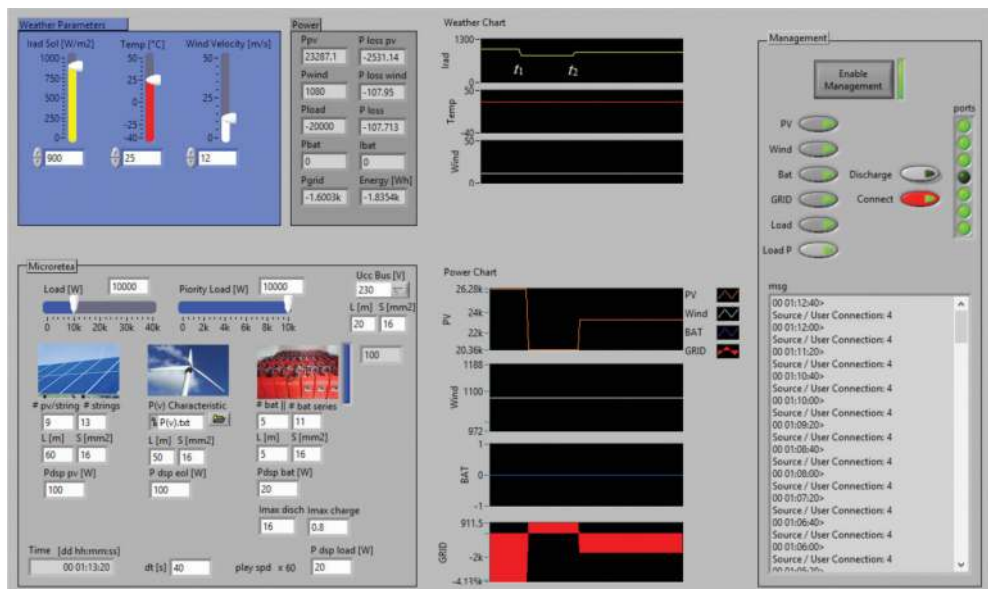 Weather Parameters
Irad Sol [W/m2]
Temp [°C]
Wind Velocity [m/s]
1000-
750-
500-
250-
0-
50-
25-
0-
-25-
-40-
50-
25-
0-
900
25
12
Power
Ppv
P loss pv
23287.1
-2531.14
Pwind
P loss wind
1080
-107.95
Pload
P loss
-20000
-107.713
Pbat
Ibat
0
0
Pgrid
Energy [Wh]
-1.6003k
-1.8354k
Weather Chart
1300-
Irad
0-
t1
t2
50-
Temp
-40-
50-
Wind
0-
Management
Enable
Management
ports
PV
Wind
Bat
Discharge
GRID
Connect
Load
Load P
Microretea
Load [W]
10000
Piority Load [W]
10000
Ucc Bus [V]
230
0 10k 20k 30k 40k
0 2k 4k 6k 8k 10k
L [m] S [mm2]
20
16
100
# pv/string # strings
9
13
L [m] S [mm2]
60
16
Pdsp pv [W]
100
P(v) Characteristic
P(v).txt
L [m] S [mm2]
50
16
P dsp eol [W]
100
# bat || # bat series
5
11
L [m] S [mm2]
5
16
Pdsp bat [W]
20
Imax disch Imax charge
16
0.8
P dsp load [W]
20
Time [dd hh:mm:ss]
00 01:13:20
dt [s]
40
play spd x 60
Power Chart
26.28k-
24k-
22k-
20.36k-
PV
1188-
1100-
972-
Wind
1-
0-
-1-
BAT
911.5-
-2k-
-4.135k-
GRID
PV
Wind
BAT
GRID
msg
00 01:12:40>
Source / User Connection: 4
00 01:12:00>
Source / User Connection: 4
00 01:11:20>
Source / User Connection: 4
00 01:10:40>
Source / User Connection: 4
00 01:10:00>
Source / User Connection: 4
00 01:09:20>
Source / User Connection: 4
00 01:08:40>
Source / User Connection: 4
00 01:08:00>
Source / User Connection: 4
00 01:07:20>
Source / User Connection: 4
00 01:06:40>
Source / User Connection: 4
00 01:06:00>
Source / User Connection: 4
00 01:05:20>